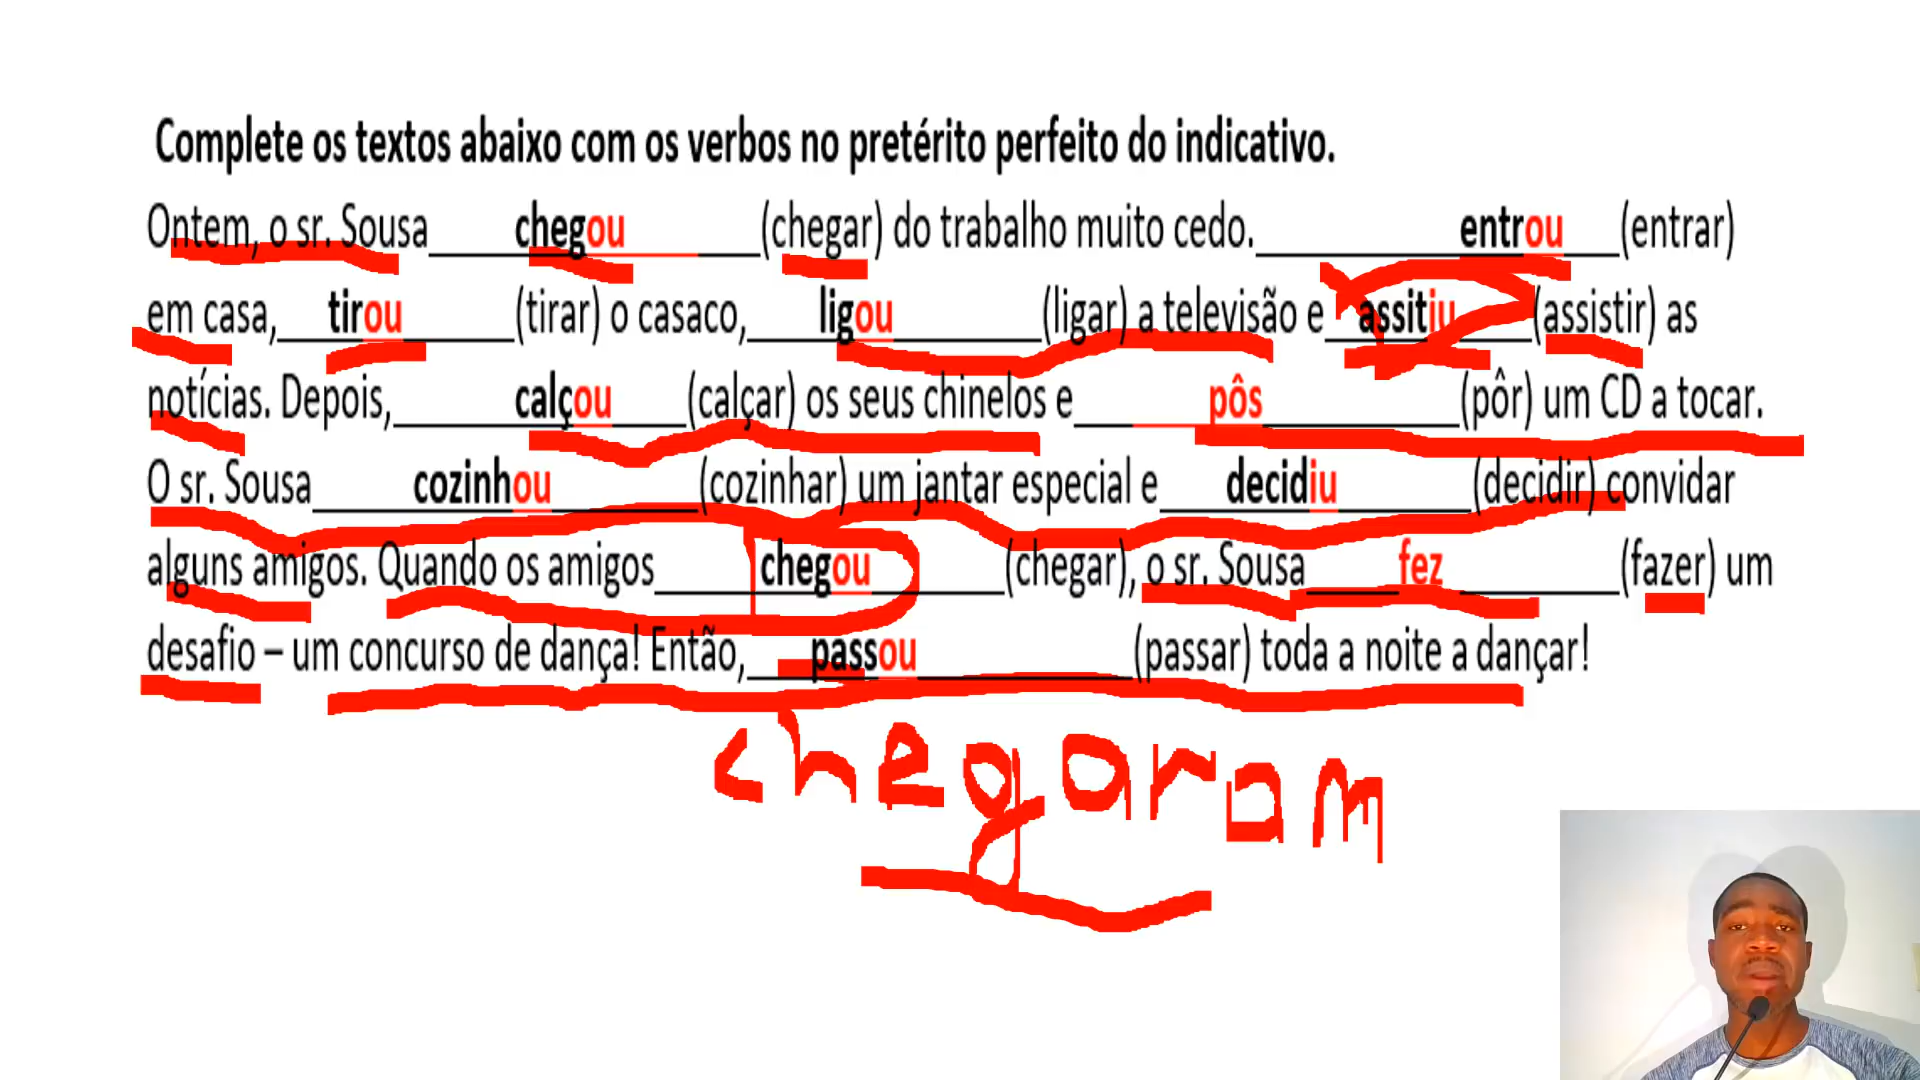 Complete os textos abaixo com os verbos no pretérito perfeito do indicativo.
Ontem, o sr. Sousa chegou (chegar) do trabalho muito cedo. entrou (entrar)
em casa, tirou (tirar) o casaco, ligou (ligar) a televisão e assitiu (assistir) as
notícias. Depois, calçou (calçar) os seus chinelos e pôs (pôr) um CD a tocar.
O sr. Sousa cozinhou (cozinhar) um jantar especial e decidiu (decidir) convidar
alguns amigos. Quando os amigos chegou (chegar), o sr. Sousa fez (fazer) um
desafio – um concurso de dança! Então, passou (passar) toda a noite a dançar!
chegaram